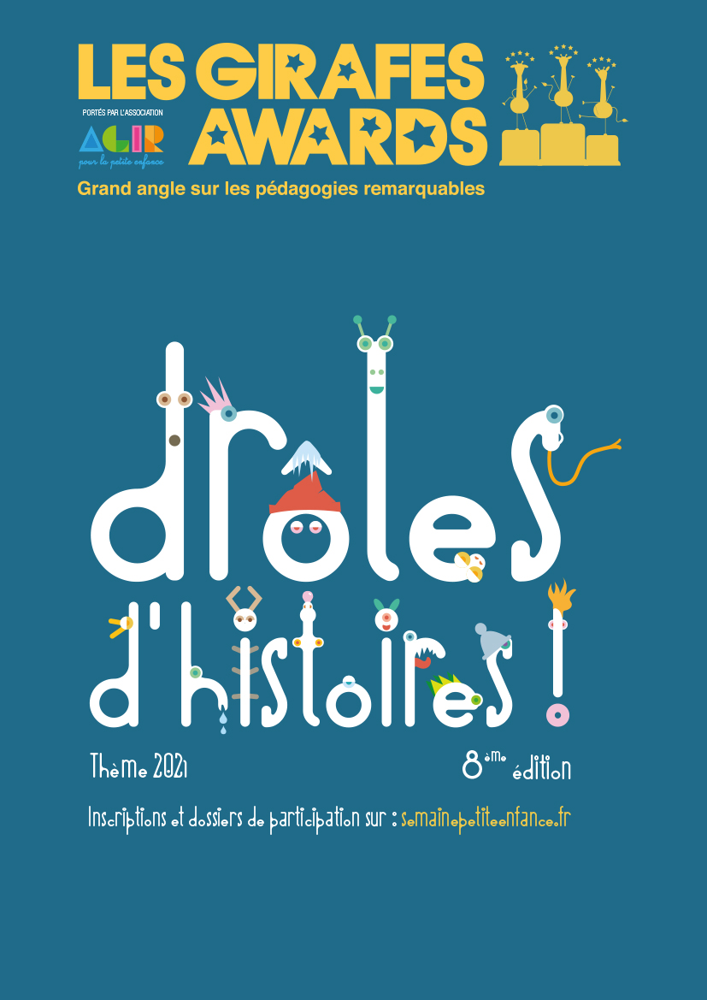 LES GIRAFES
AWARDS
PORTÉS PAR L'ASSOCIATION
AGIR
pour la petite enfance
Grand angle sur les pédagogies remarquables
drôles
d'histoires!
Thème 2021
8ème édition
Inscriptions et dossiers de participation sur : semainepetiteenfance.fr